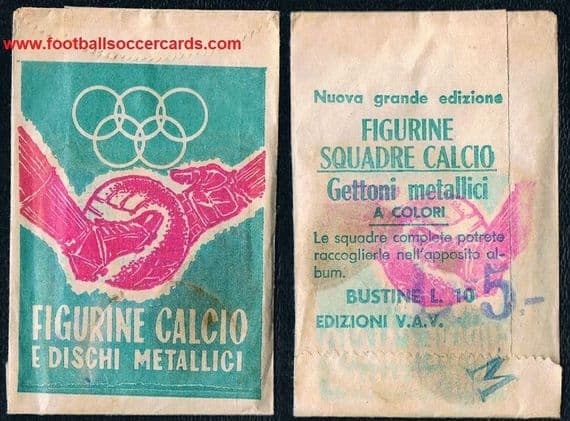 www.footballsoccercards.com
FIGURINE CALCIO
E DISCHI METALLICI
Nuova grande edizione
FIGURINE
SQUADRE CALCIO
Gettoni metallici
A COLORI
Le squadre complete potrete
raccoglierle nell'apposito al-
bum.
BUSTINE L. 10
5.-
EDIZIONI V.A.V.